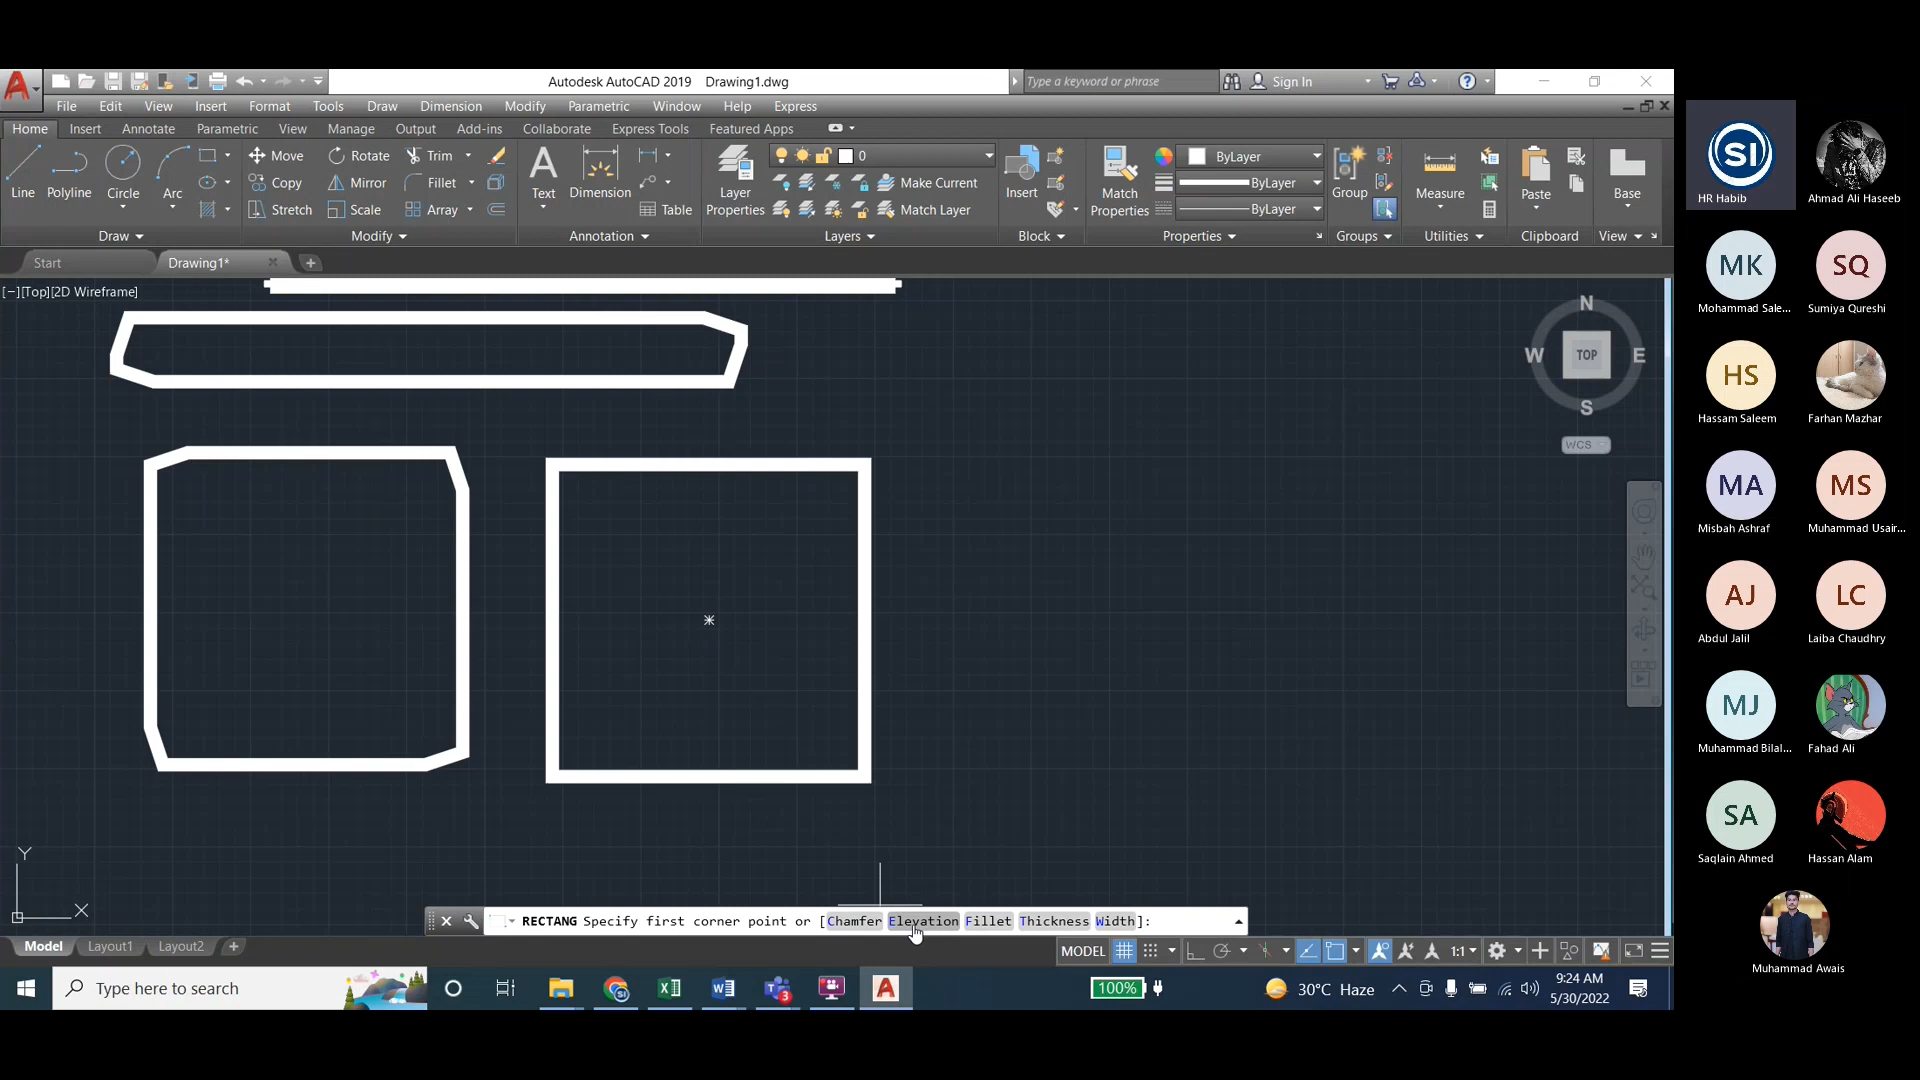 Autodesk AutoCAD 2019 Drawing1.dwg
Type a keyword or phrase
Sign In
File Edit View Insert Format Tools Draw Dimension Modify Parametric Window Help Express
Home Insert Annotate Parametric View Manage Output Add-ins Collaborate Express Tools Featured Apps
Line
Polyline
Circle
Arc
Draw
Move
Rotate
Trim
Copy
Mirror
Fillet
Stretch
Scale
Array
Modify
Text
Dimension
Table
Annotation
Layer
Properties
0
Make Current
Match Layer
Layers
Insert
Block
Match
Properties
ByLayer
ByLayer
ByLayer
Properties
Group
Groups
Measure
Utilities
Paste
Clipboard
Base
View
Start
Drawing1*
[−][Top][2D Wireframe]
N
W
TOP
E
S
WCS
Y
X
RECTANG Specify first corner point or [Chamfer Elevation Fillet Thickness Width]:
Model Layout1 Layout2
MODEL
1:1
Type here to search
3
100%
30°C Haze
9:24 AM
5/30/2022
SI
HR Habib
Ahmad Ali Haseeb
MK
Mohammad Sale...
SQ
Sumiya Qureshi
HS
Hassam Saleem
Farhan Mazhar
MA
Misbah Ashraf
MS
Muhammad Usair...
AJ
Abdul Jalil
LC
Laiba Chaudhry
MJ
Muhammad Bilal...
Fahad Ali
SA
Saqlain Ahmed
Hassan Alam
Muhammad Awais